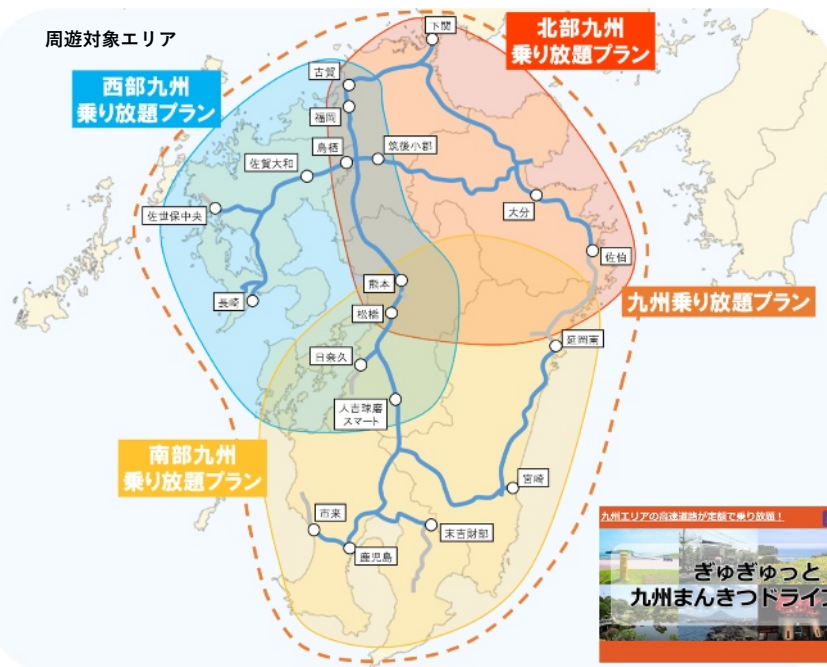 周遊対象エリア
北部九州
乗り放題プラン
下関
西部九州
乗り放題プラン
古賀
福岡
鳥栖
筑後小郡
佐賀大和
佐世保中央
大分
佐伯
長崎
熊本
九州乗り放題プラン
松橋
日奈久
延岡南
人吉球磨
スマート
南部九州
乗り放題プラン
宮崎
市来
末吉財部
鹿児島
九州エリアの高速道路が定額で乗り放題!
ぎゅぎゅっと
九州まんきつドライブ